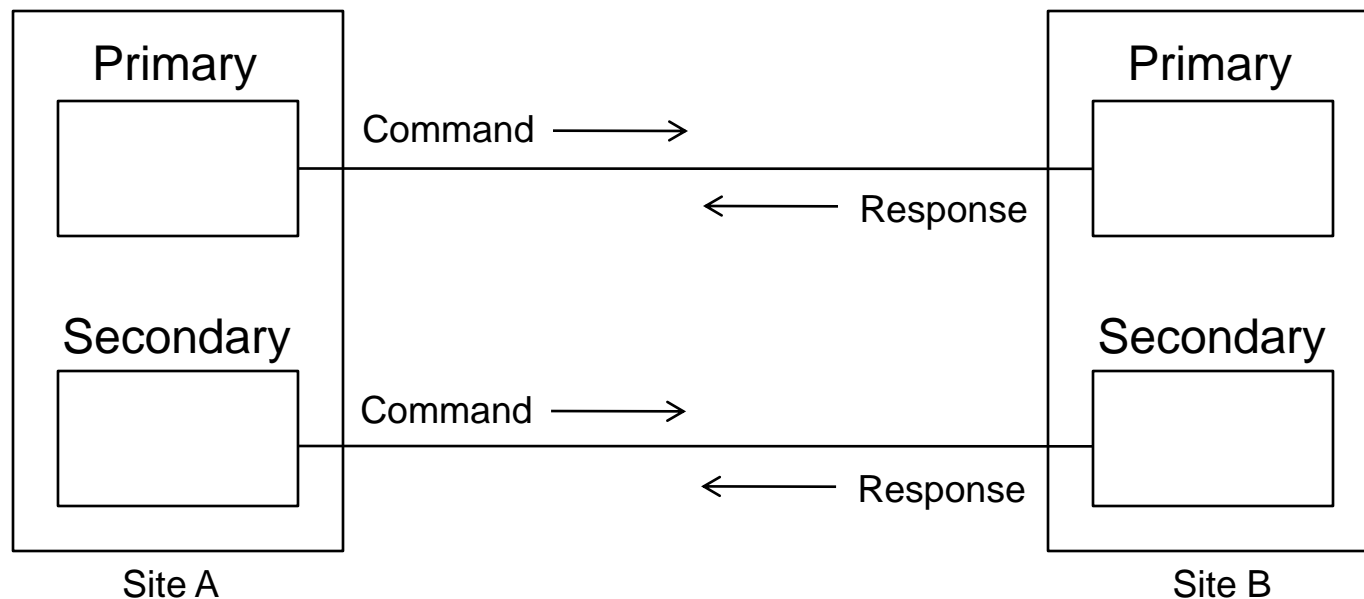 Primary
Primary
Command
Response
Secondary
Secondary
Command
Response
Site A
Site B